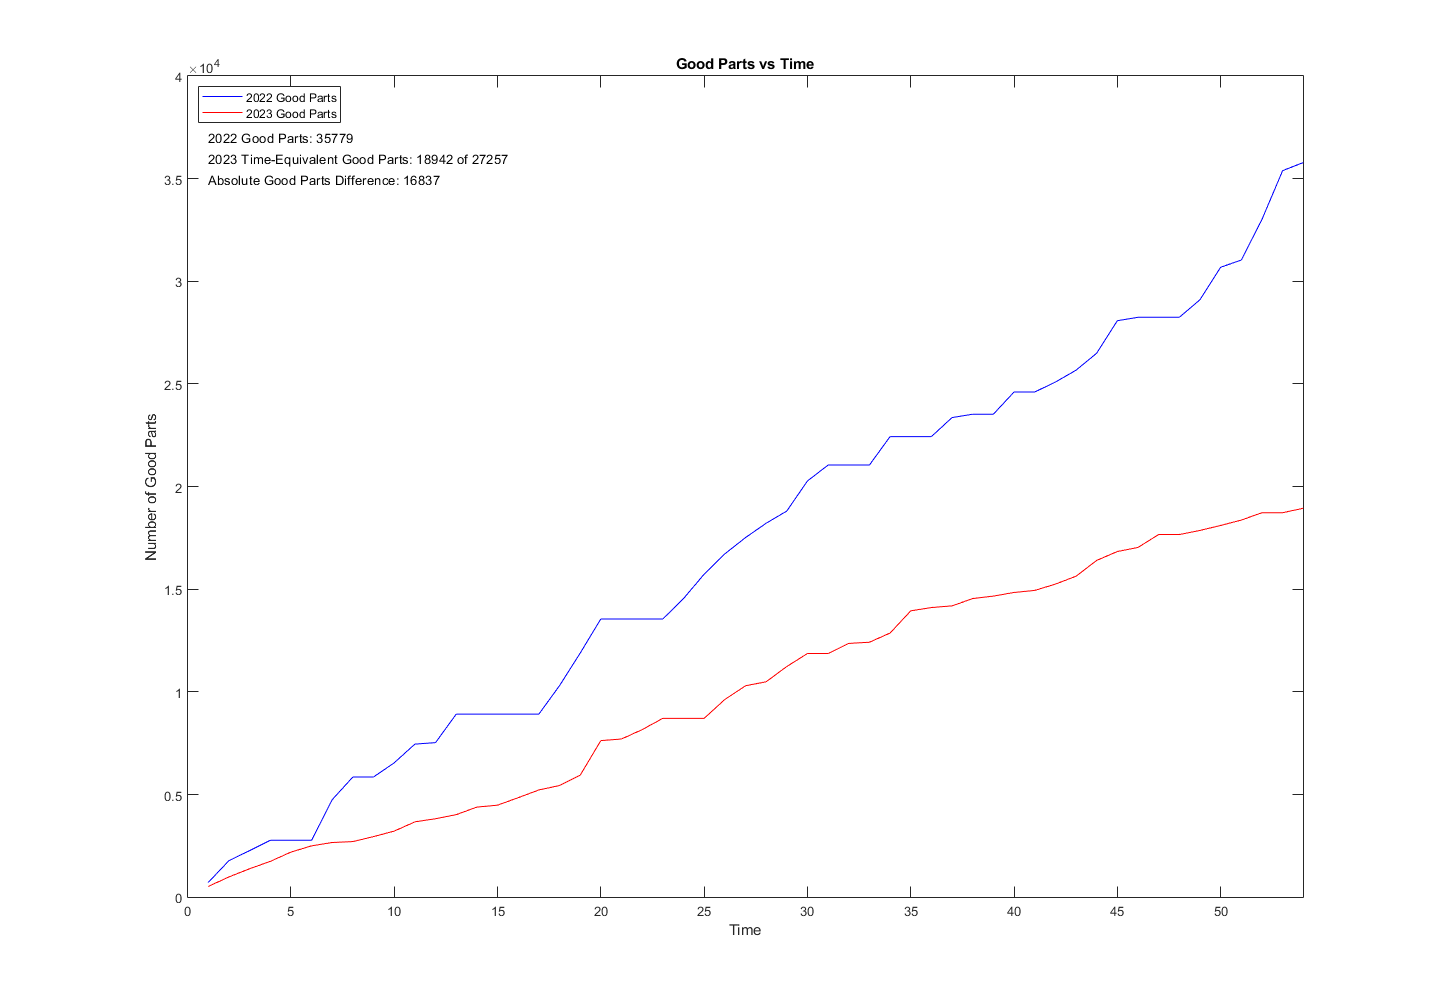 Good Parts vs Time
×10^4
2022 Good Parts
2023 Good Parts
2022 Good Parts: 35779
2023 Time-Equivalent Good Parts: 18942 of 27257
Absolute Good Parts Difference: 16837
4
3.5
3
2.5
2
1.5
1
0.5
0
Number of Good Parts
0 5 10 15 20 25 30 35 40 45 50
Time